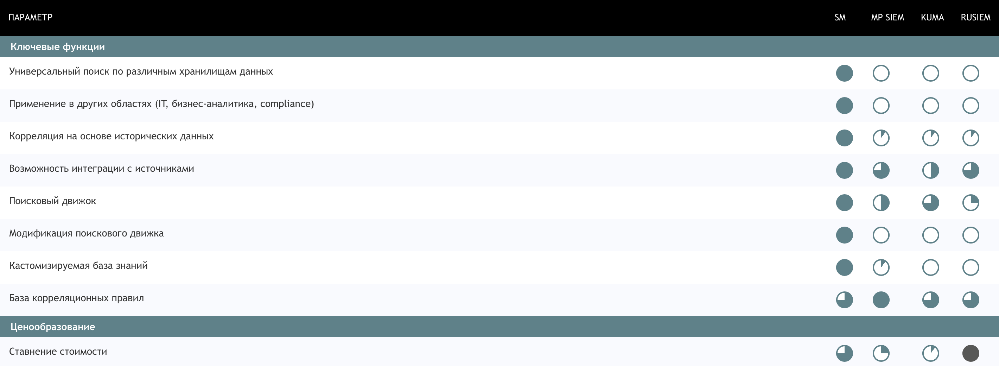 ПАРАМЕТР SM MP SIEM KUMA RUSIEM
Ключевые функции
Универсальный поиск по различным хранилищам данных
Применение в других областях (IT, бизнес-аналитика, compliance)
Корреляция на основе исторических данных
Возможность интеграции с источниками
Поисковый движок
Модификация поискового движка
Кастомизируемая база знаний
База корреляционных правил
Ценообразование
Ставнение стоимости